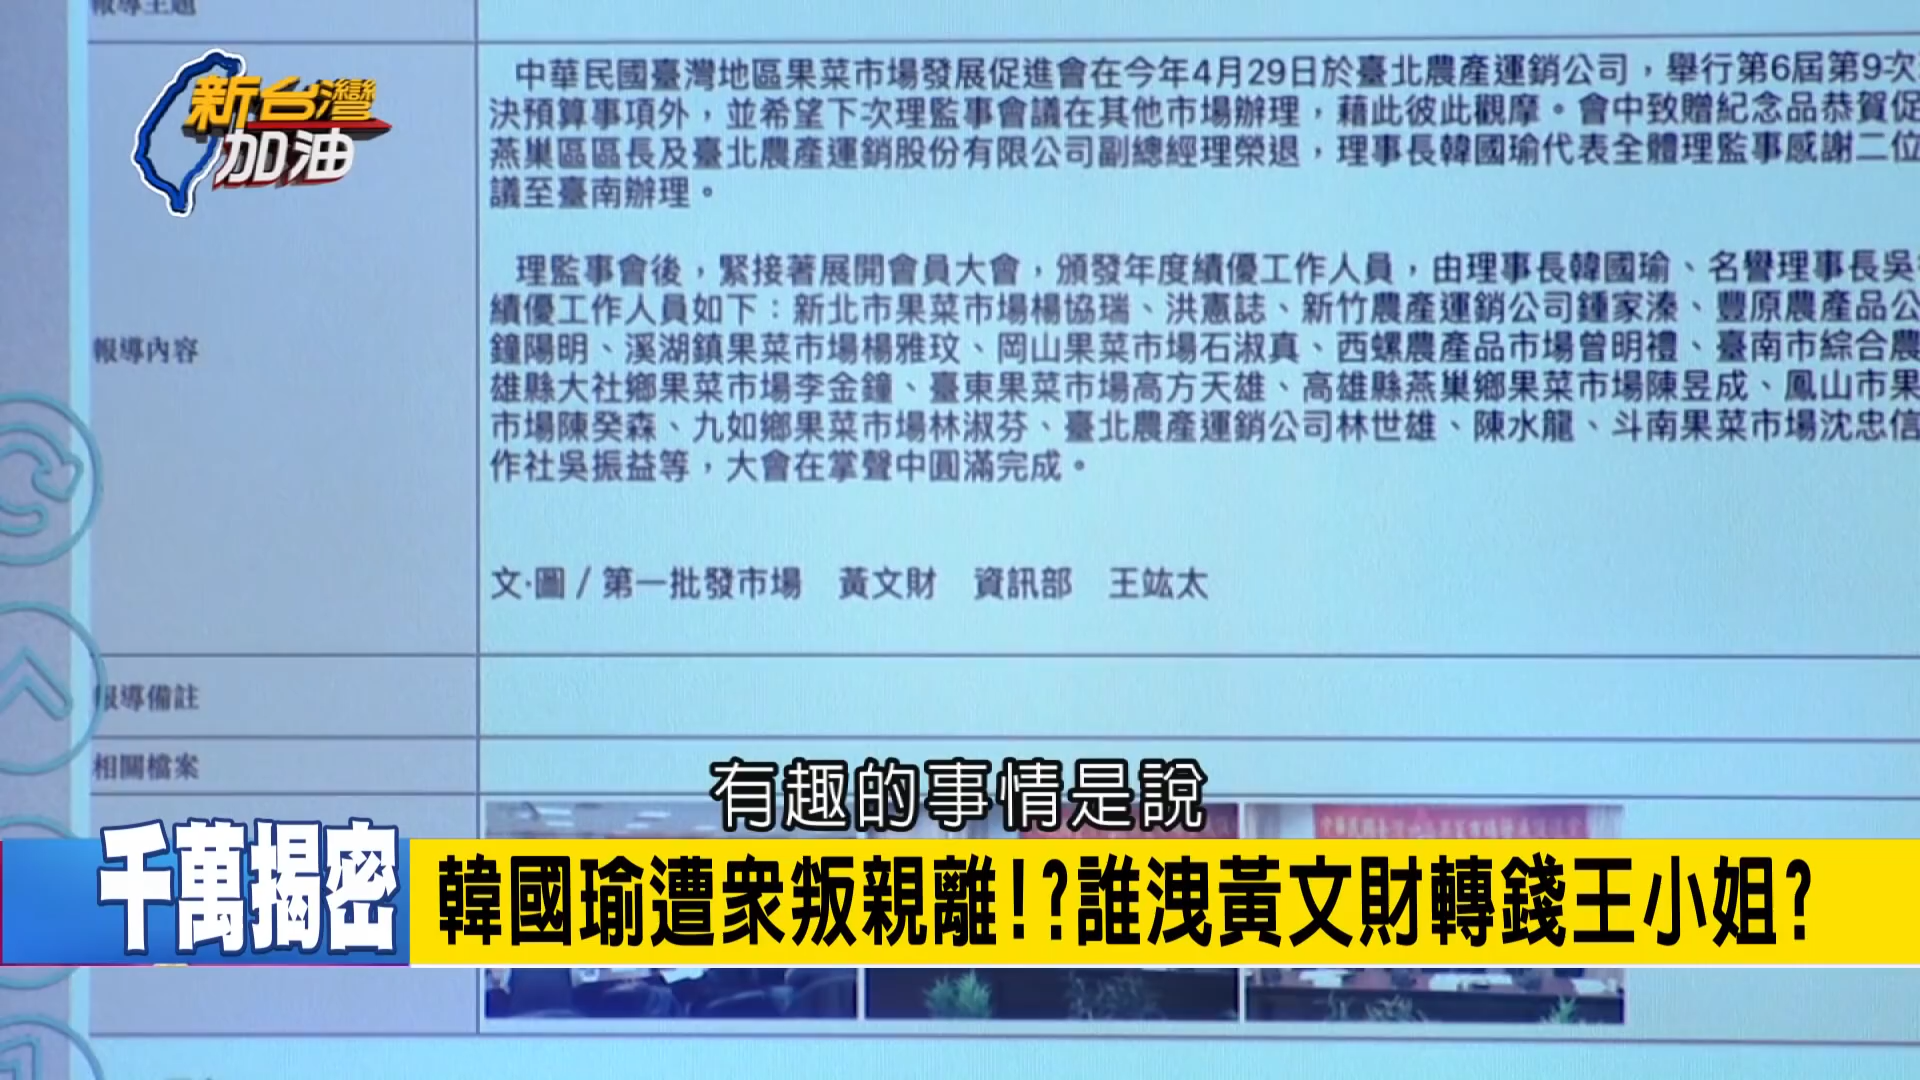 報導主題
新台灣
加油
中華民國臺灣地區果菜市場發展促進會在今年4月29日於臺北農產運銷公司，舉行第6屆第9次
決預算事項外，並希望下次理監事會議在其他市場辦理，藉此彼此觀摩。會中致贈紀念品恭賀促
燕巢區區長及臺北農產運銷股份有限公司副總經理榮退，理事長韓國瑜代表全體理監事感謝二位
議至臺南辦理。
報導內容
理監事會後，緊接著展開會員大會，頒發年度績優工作人員，由理事長韓國瑜、名譽理事長吳
績優工作人員如下：新北市果菜市場楊協瑞、洪憲誌、新竹農產運銷公司鍾家溱、豐原農產品公
鐘陽明、溪湖鎮果菜市場楊雅玟、岡山果菜市場石淑真、西螺農產品市場曾明禮、臺南市綜合農
雄縣大社鄉果菜市場李金鐘、臺東果菜市場高方天雄、高雄縣燕巢鄉果菜市場陳昱成、鳳山市果
市場陳癸森、九如鄉果菜市場林淑芬、臺北農產運銷公司林世雄、陳水龍、斗南果菜市場沈忠信
作社吳振益等，大會在掌聲中圓滿完成。
文·圖 / 第一批發市場　黃文財　資訊部　王竑太
報導備註
相關檔案
有趣的事情是說
千萬揭密
韓國瑜遭眾叛親離!?誰洩黃文財轉錢王小姐?